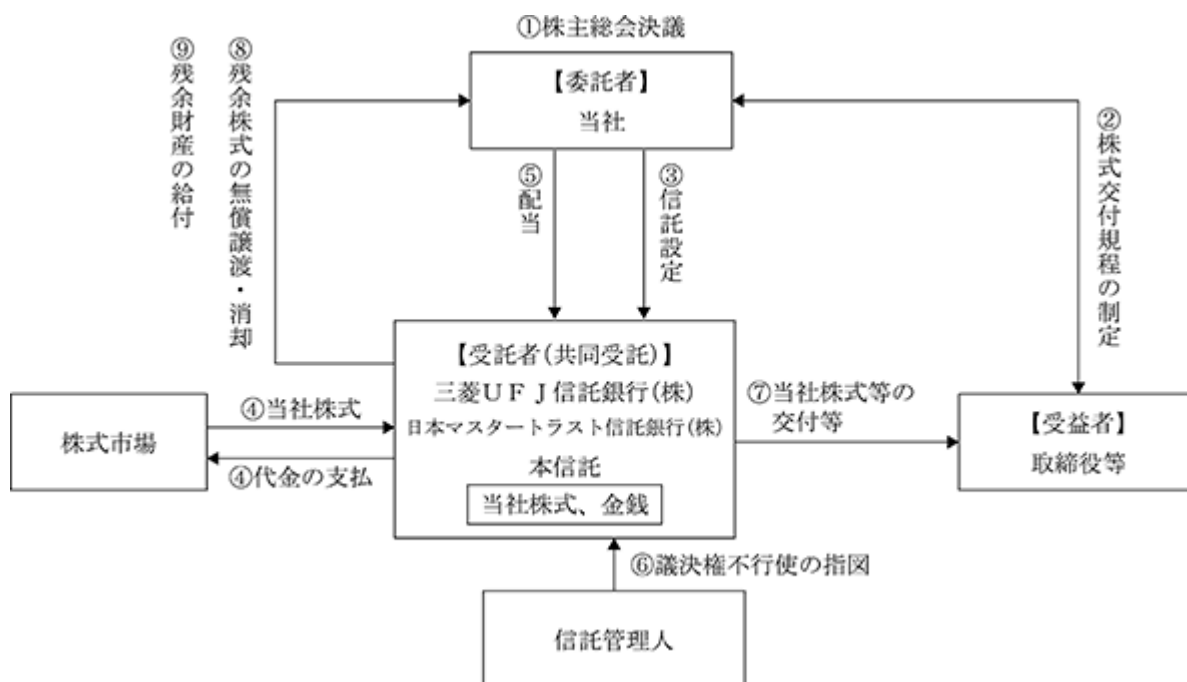 ①株主総会決議
【委託者】
当社
⑨残余財産の給付
⑧残余株式の無償譲渡・消却
⑤配当
③信託設定
②株式交付規程の制定
【受託者(共同受託)】
三菱UFJ信託銀行(株)
日本マスタートラスト信託銀行(株)
本信託
当社株式、金銭
株式市場
④当社株式
④代金の支払
⑦当社株式等の
交付等
【受益者】
取締役等
⑥議決権不行使の指図
信託管理人